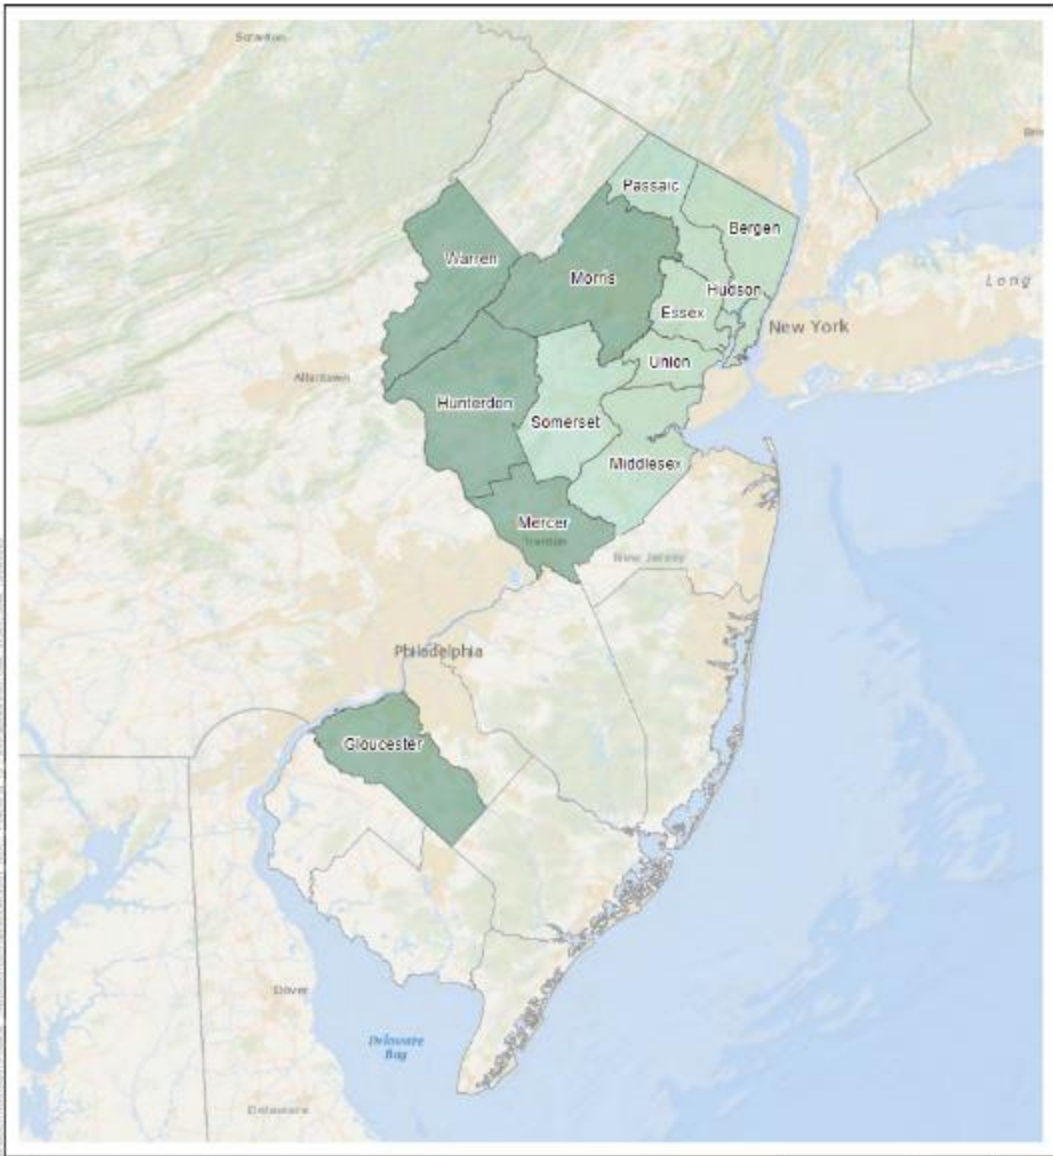 Scranton
Passaic
Bergen
Warren
Morris
Long
Hudson
Essex
New York
Union
Allentown
Hunterdon
Somerset
Middlesex
Mercer
Trenton
New Jersey
Philadelphia
Gloucester
Dover
Delaware
Bay
Delaware